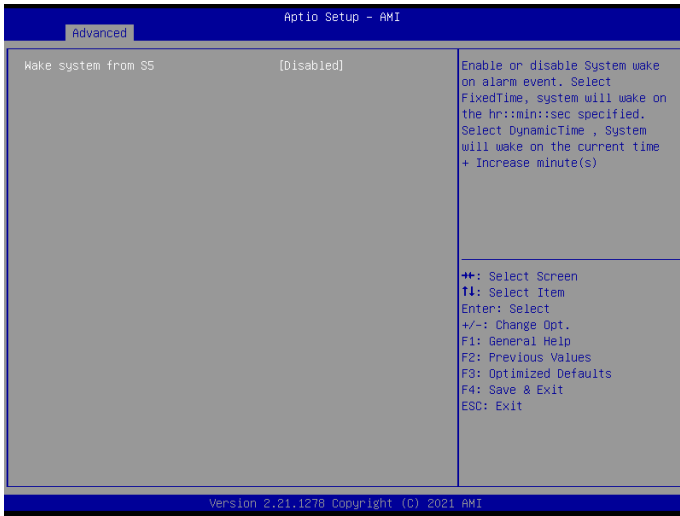 Aptio Setup – AMI
Advanced
Wake system from S5 [Disabled]
Enable or disable System wake
on alarm event. Select
FixedTime, system will wake on
the hr::min::sec specified.
Select DynamicTime , System
will wake on the current time
+ Increase minute(s)
→←: Select Screen
↑↓: Select Item
Enter: Select
+/-: Change Opt.
F1: General Help
F2: Previous Values
F3: Optimized Defaults
F4: Save & Exit
ESC: Exit
Version 2.21.1278 Copyright (C) 2021 AMI